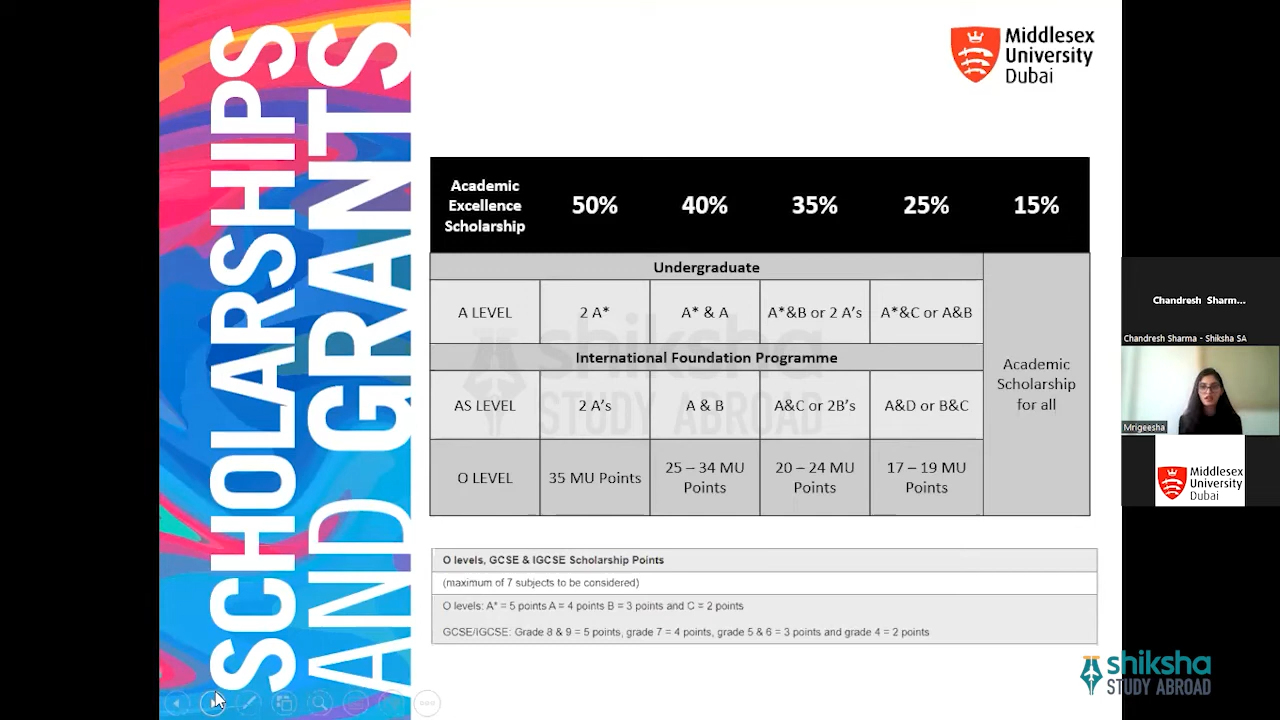 SCHOLARSHIPS
AND GRANTS
Middlesex
University
Dubai
Academic
Excellence
Scholarship
50%
40%
35%
25%
15%
Undergraduate
A LEVEL
2 A*
A* & A
A*&B or 2 A's
A*&C or A&B
International Foundation Programme
AS LEVEL
2 A's
A & B
A&C or 2B's
A&D or B&C
O LEVEL
35 MU Points
25 – 34 MU
Points
20 – 24 MU
Points
17 – 19 MU
Points
Academic
Scholarship
for all
shiksha
STUDY ABROAD
O levels, GCSE & IGCSE Scholarship Points
(maximum of 7 subjects to be considered)
O levels: A* = 5 points A = 4 points B = 3 points and C = 2 points
GCSE/IGCSE: Grade 8 & 9 = 5 points, grade 7 = 4 points, grade 5 & 6 = 3 points and grade 4 = 2 points
Chandresh Sharm...
Chandresh Sharma - Shiksha SA
Mrigeesha
Middlesex
University
Dubai
shiksha
STUDY ABROAD